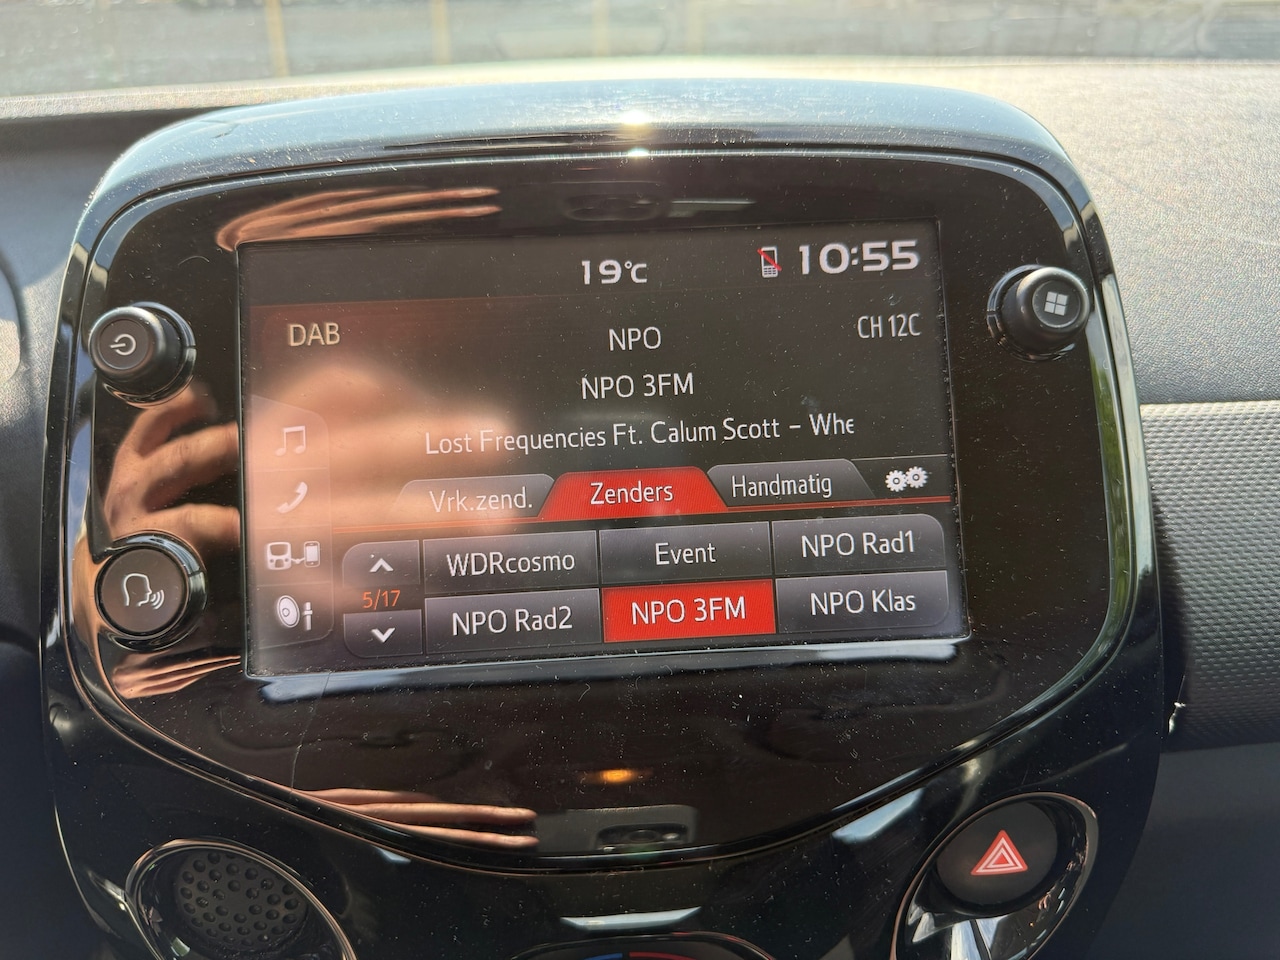 19°C
10:55
DAB
NPO
CH 12C
NPO 3FM
Lost Frequencies Ft. Calum Scott - Whe
Vrk.zend.
Zenders
Handmatig
WDRcosmo
Event
NPO Rad1
5/17
NPO Rad2
NPO 3FM
NPO Klas